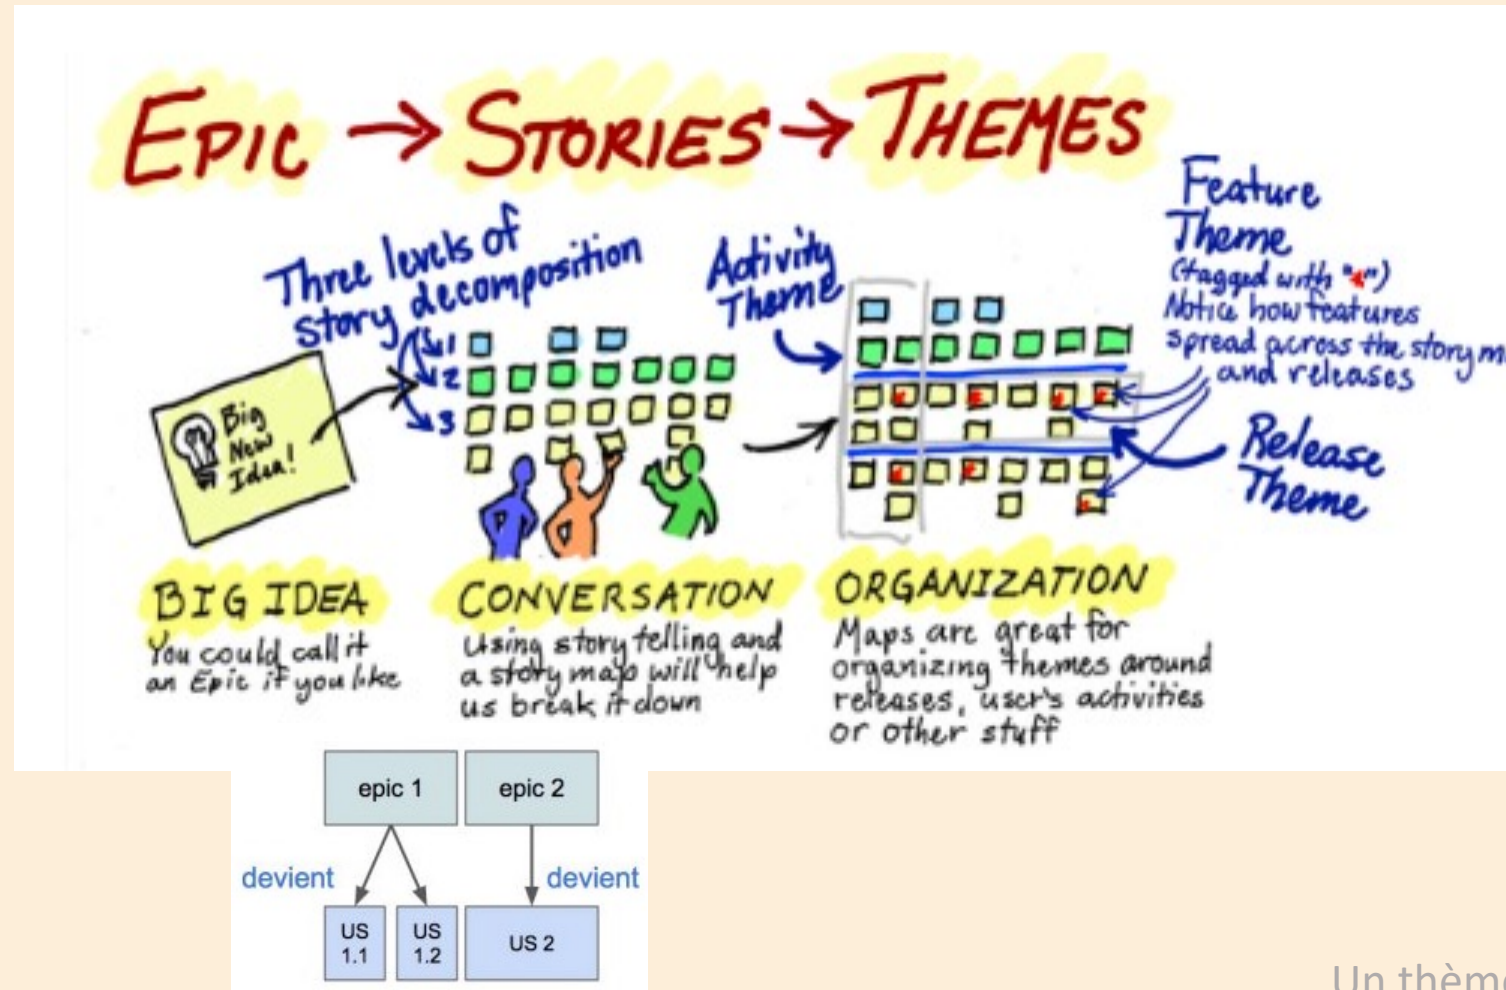 EPIC → STORIES → THEMES
Three levels of
story decomposition
1
2
3
Big
New
Idea!
Activity
Theme
Feature
Theme
(tagged with "*")
Notice how features
spread across the story m
and releases
Release
Theme
BIG IDEA
You could call it
an Epic if you like
CONVERSATION
Using story telling and
a story map will help
us break it down
ORGANIZATION
Maps are great for
organizing themes around
releases, user's activities
or other stuff
epic 1
epic 2
devient
devient
US
1.1
US
1.2
US 2
Un thème